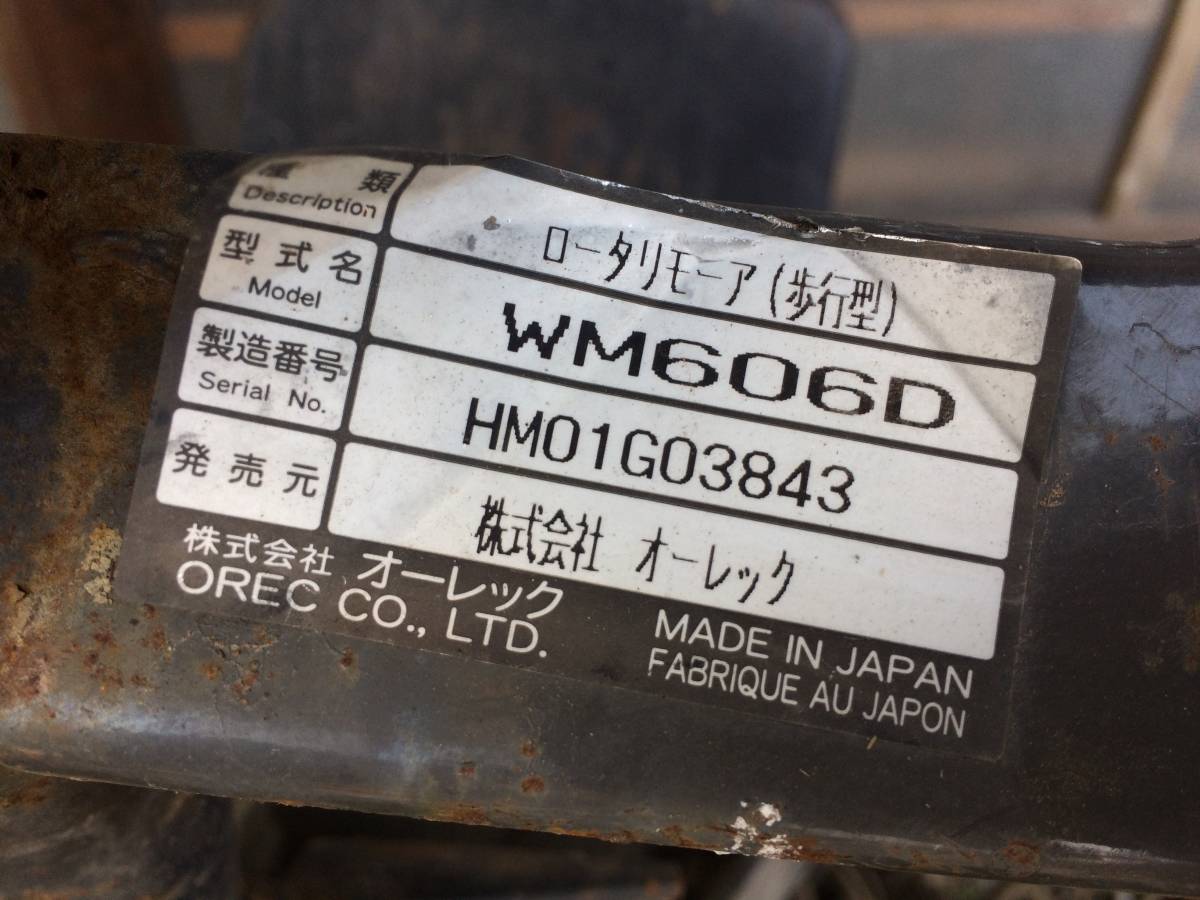 種類 ロータリモーア(歩行型)
Description
型式名 WM606D
Model
製造番号 HM01G03843
Serial No.
発売元 株式会社 オーレック
株式会社 オーレック
OREC CO., LTD.
MADE IN JAPAN
FABRIQUE AU JAPON